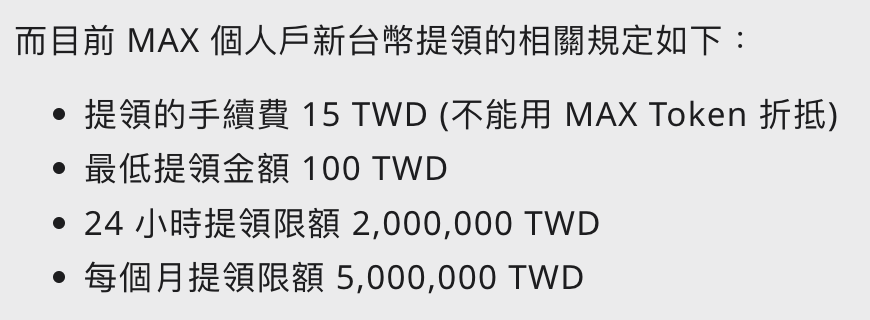 而目前 MAX 個人戶新台幣提領的相關規定如下：
• 提領的手續費 15 TWD (不能用 MAX Token 折抵)
• 最低提領金額 100 TWD
• 24 小時提領限額 2,000,000 TWD
• 每個月提領限額 5,000,000 TWD